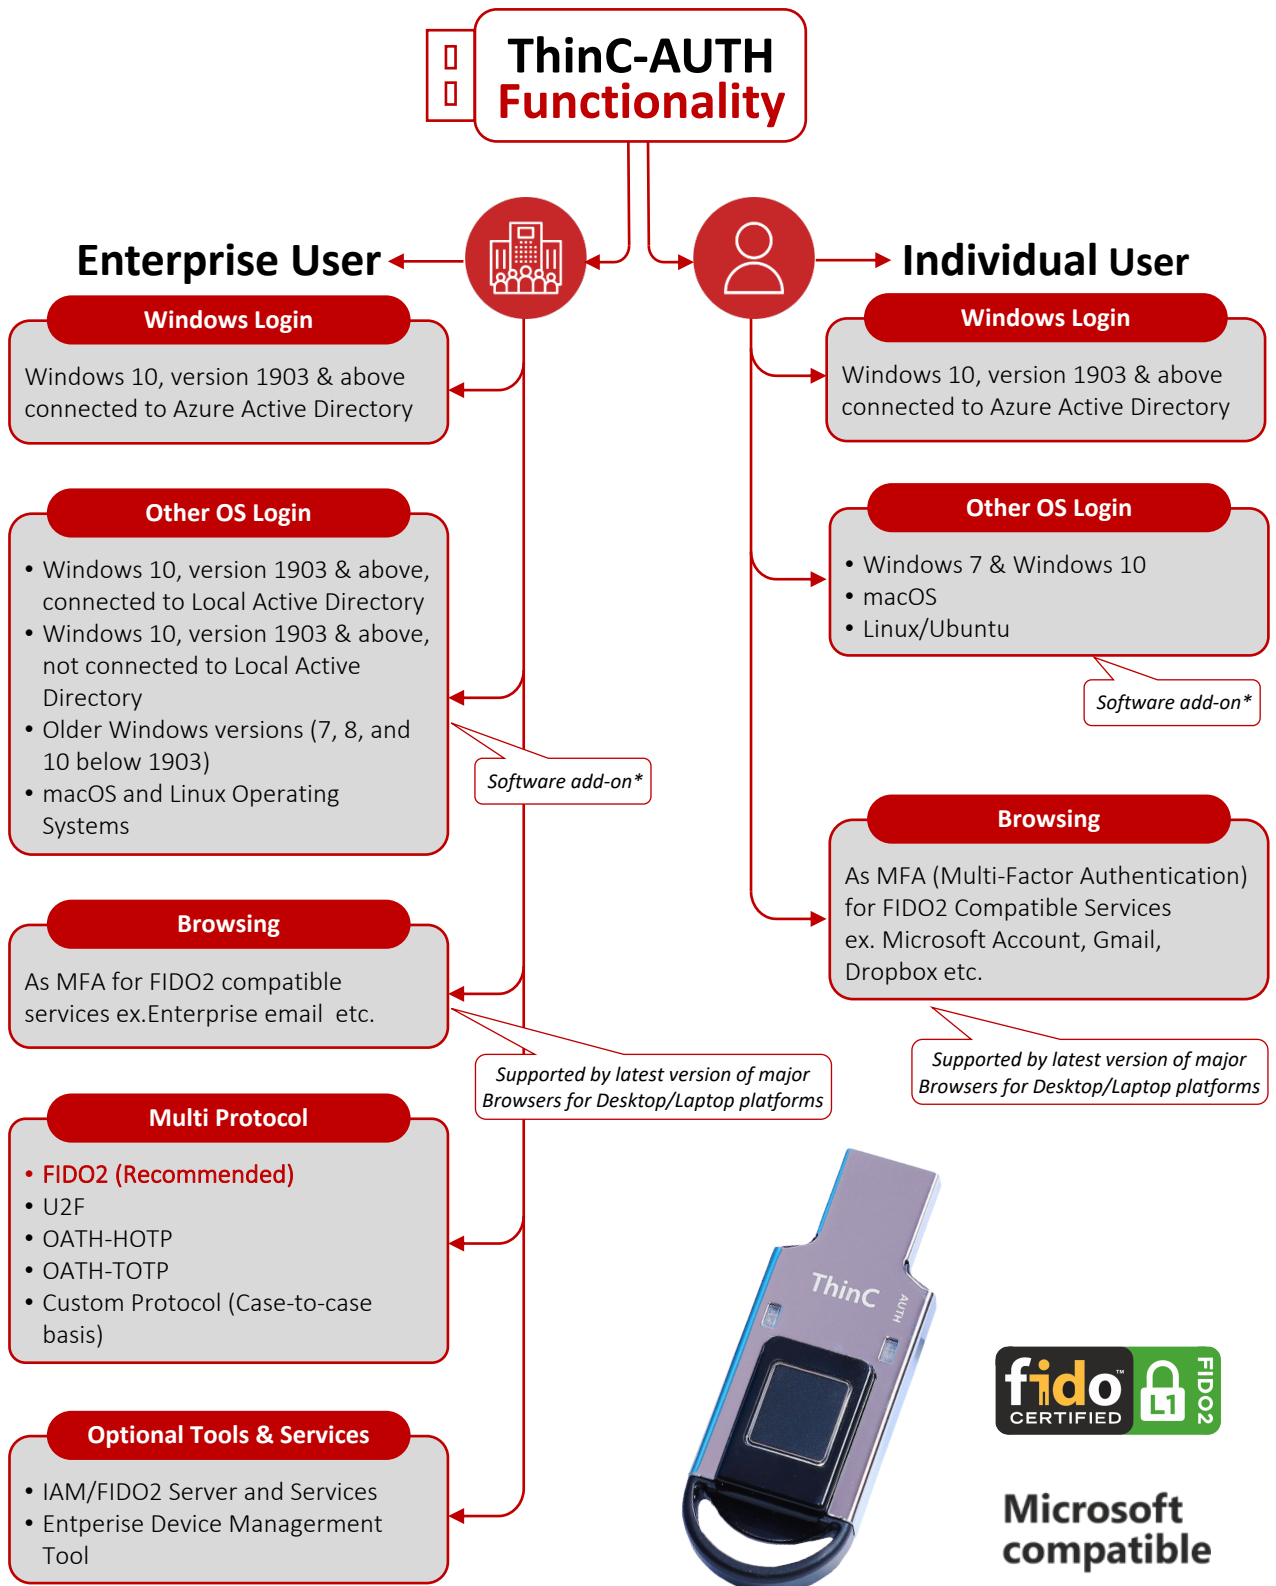 ThinC-AUTH
Functionality
Enterprise User
Windows Login
Windows 10, version 1903 & above
connected to Azure Active Directory
Other OS Login
• Windows 10, version 1903 & above,
connected to Local Active Directory
• Windows 10, version 1903 & above,
not connected to Local Active
Directory
• Older Windows versions (7, 8, and
10 below 1903)
• macOS and Linux Operating
Systems
Software add-on*
Browsing
As MFA for FIDO2 compatible
services ex.Enterprise email  etc.
Supported by latest version of major
Browsers for Desktop/Laptop platforms
Multi Protocol
• FIDO2 (Recommended)
• U2F
• OATH-HOTP
• OATH-TOTP
• Custom Protocol (Case-to-case
basis)
Optional Tools & Services
• IAM/FIDO2 Server and Services
• Entperise Device Managerment
Tool
Individual User
Windows Login
Windows 10, version 1903 & above
connected to Azure Active Directory
Other OS Login
• Windows 7 & Windows 10
• macOS
• Linux/Ubuntu
Software add-on*
Browsing
As MFA (Multi-Factor Authentication)
for FIDO2 Compatible Services
ex. Microsoft Account, Gmail,
Dropbox etc.
Supported by latest version of major
Browsers for Desktop/Laptop platforms
ThinC
AUTH
fido™
CERTIFIED
L1
FIDO2
Microsoft
compatible